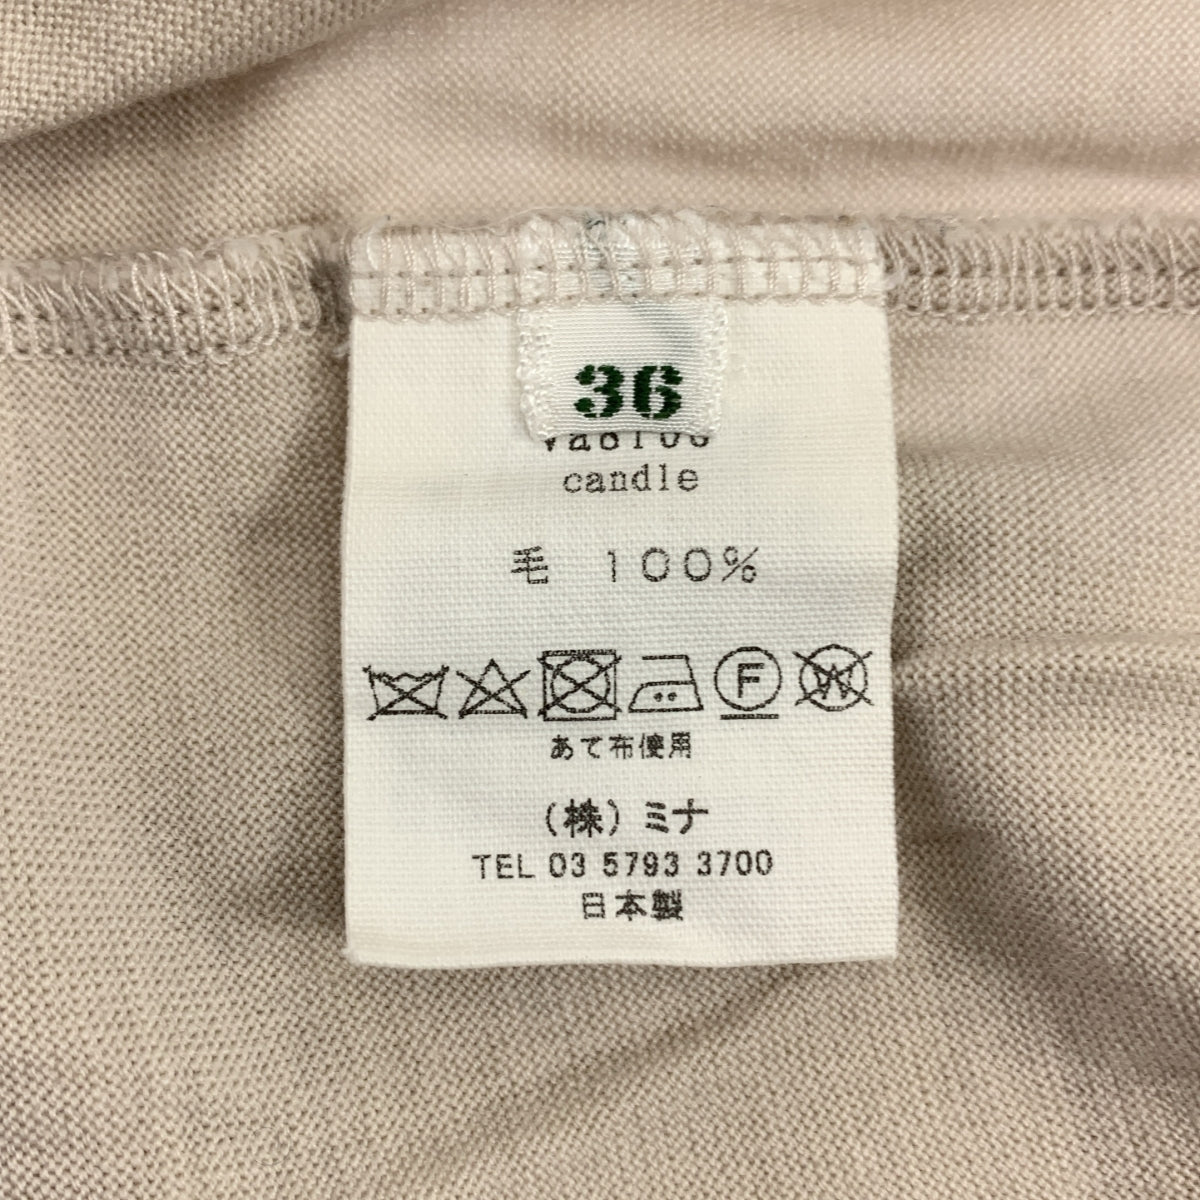 36
candle
毛 100%
F W
あて布使用
(株) ミナ
TEL 03 5793 3700
日本製